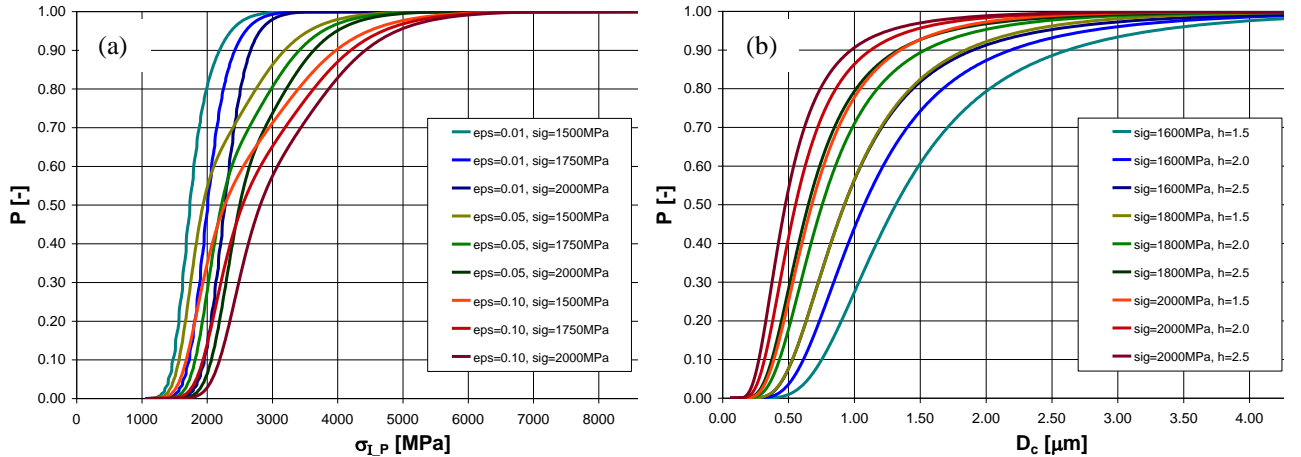 (a)
P [-]
1.00
0.90
0.80
0.70
0.60
0.50
0.40
0.30
0.20
0.10
0.00
eps=0.01, sig=1500MPa
eps=0.01, sig=1750MPa
eps=0.01, sig=2000MPa
eps=0.05, sig=1500MPa
eps=0.05, sig=1750MPa
eps=0.05, sig=2000MPa
eps=0.10, sig=1500MPa
eps=0.10, sig=1750MPa
eps=0.10, sig=2000MPa
0 1000 2000 3000 4000 5000 6000 7000 8000
σI_P [MPa]
(b)
P [-]
1.00
0.90
0.80
0.70
0.60
0.50
0.40
0.30
0.20
0.10
0.00
sig=1600MPa, h=1.5
sig=1600MPa, h=2.0
sig=1600MPa, h=2.5
sig=1800MPa, h=1.5
sig=1800MPa, h=2.0
sig=1800MPa, h=2.5
sig=2000MPa, h=1.5
sig=2000MPa, h=2.0
sig=2000MPa, h=2.5
0.00 0.50 1.00 1.50 2.00 2.50 3.00 3.50 4.00
Dc [µm]